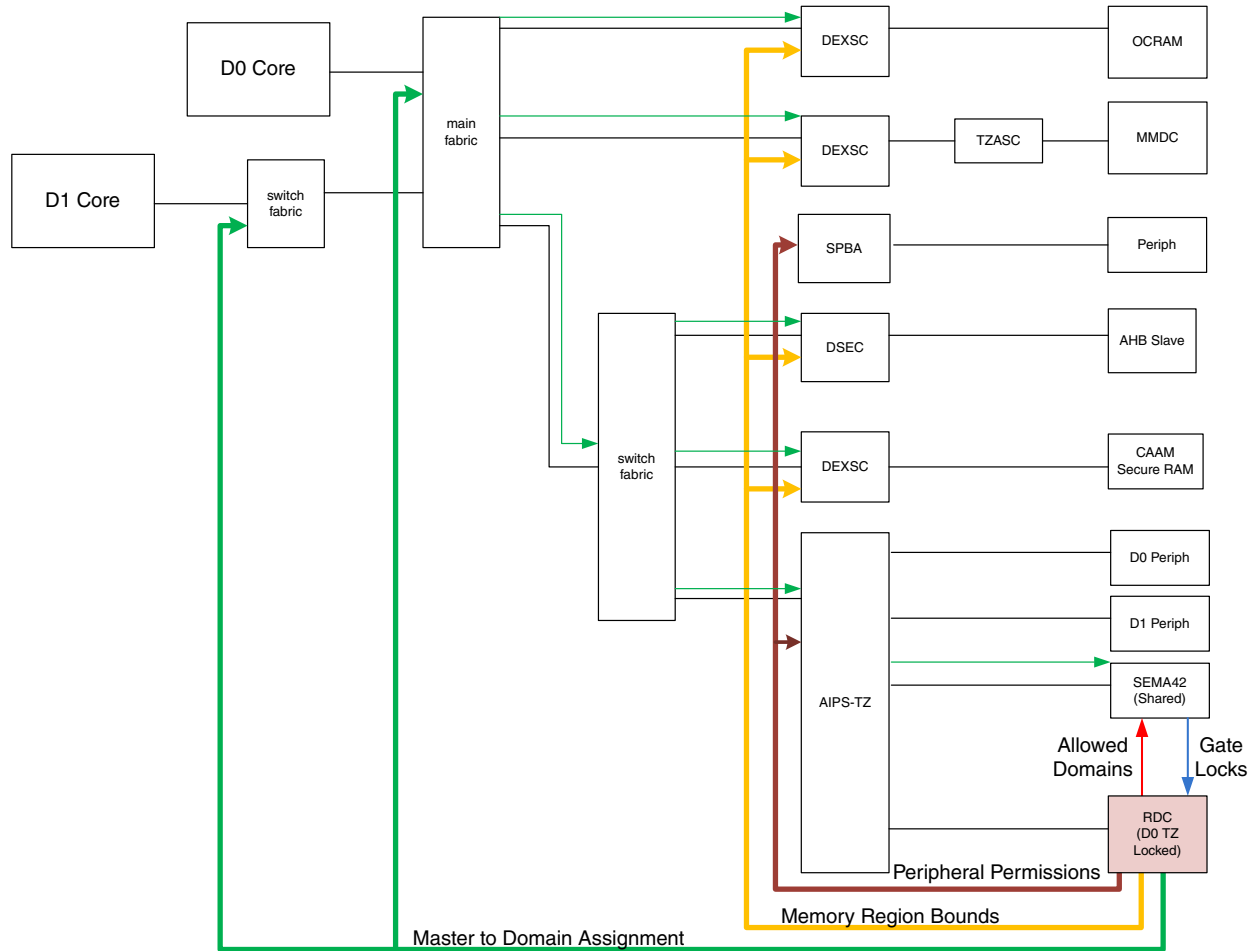 DEXSC
OCRAM
D0 Core
main
fabric
DEXSC
TZASC
MMDC
D1 Core
switch
fabric
SPBA
Periph
DSEC
AHB Slave
switch
fabric
DEXSC
CAAM
Secure RAM
D0 Periph
D1 Periph
AIPS-TZ
SEMA42
(Shared)
Allowed
Domains
Gate
Locks
RDC
(D0 TZ
Locked)
Peripheral Permissions
Memory Region Bounds
Master to Domain Assignment